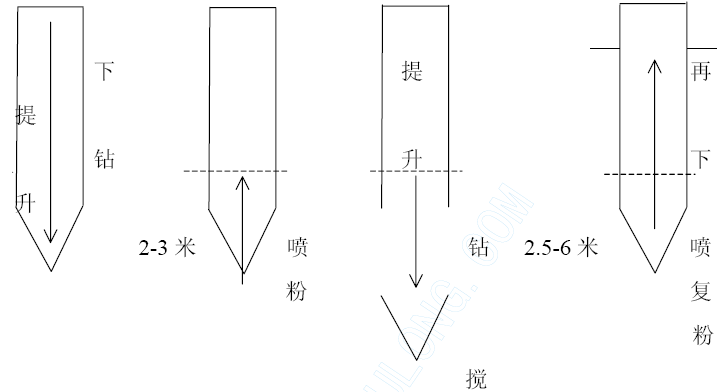 提升
下钻
2-3 米
喷粉
提升
钻搅
2.5-6 米
再下喷复粉